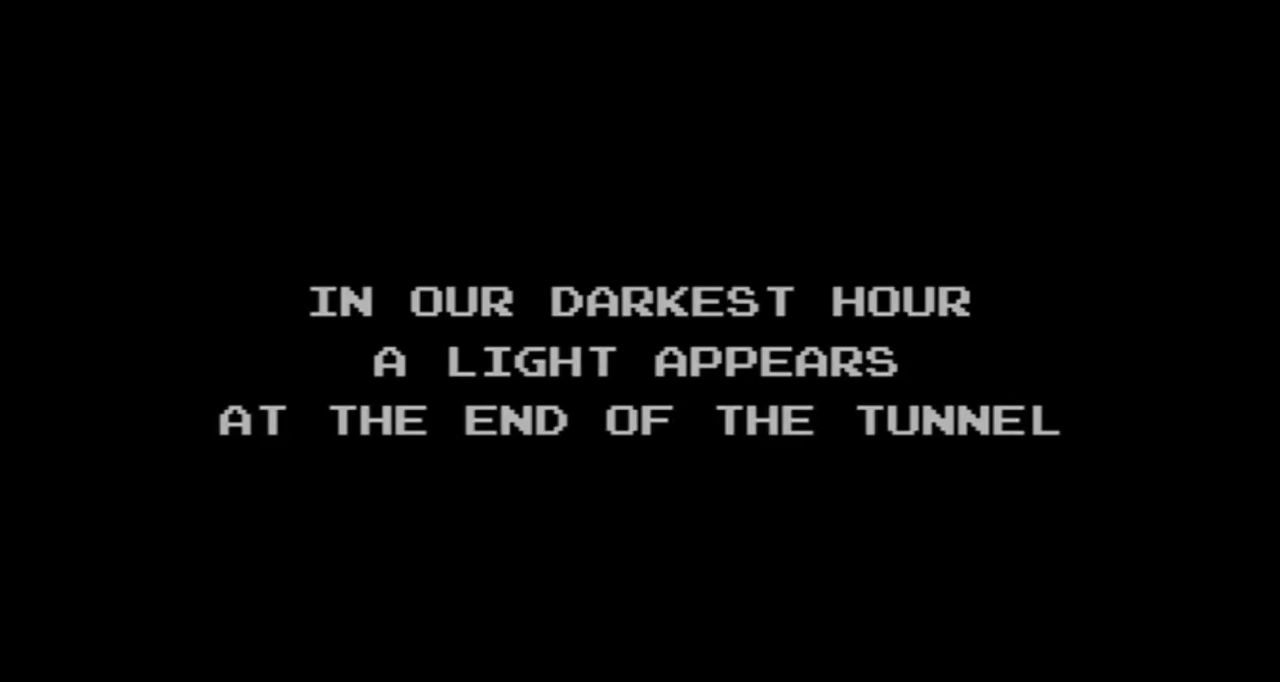 IN OUR DARKEST HOUR
A LIGHT APPEARS
AT THE END OF THE TUNNEL